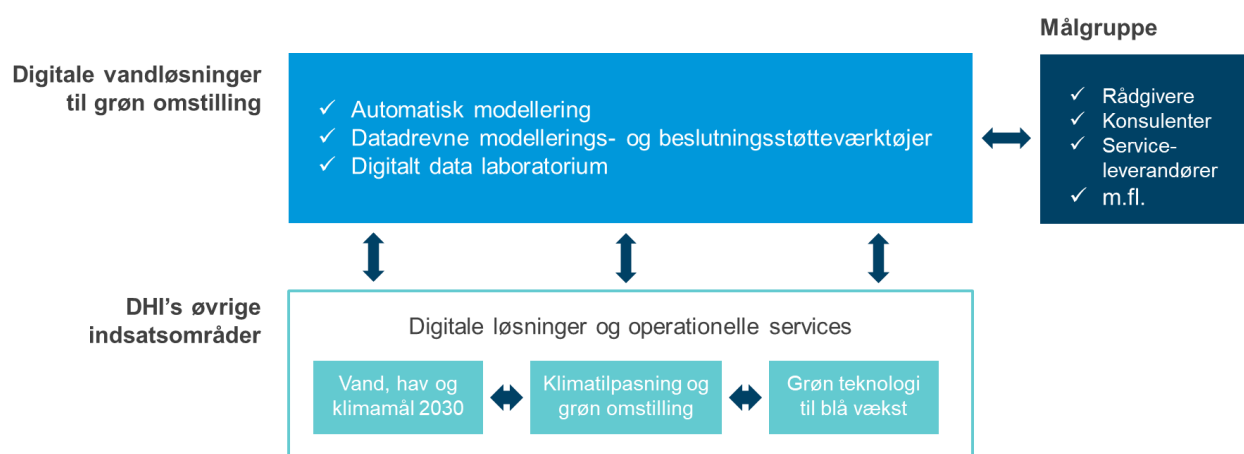 Målgruppe
Digitale vandløsninger
til grøn omstilling
✓ Automatisk modellering
✓ Datadrevne modellerings- og beslutningsstøtteværktøjer
✓ Digitalt data laboratorium
✓ Rådgivere
✓ Konsulenter
✓ Service-
leverandører
✓ m.fl.
DHI's øvrige
indsatsområder
Digitale løsninger og operationelle services
Vand, hav og
klimamål 2030
Klimatilpasning og
grøn omstilling
Grøn teknologi
til blå vækst